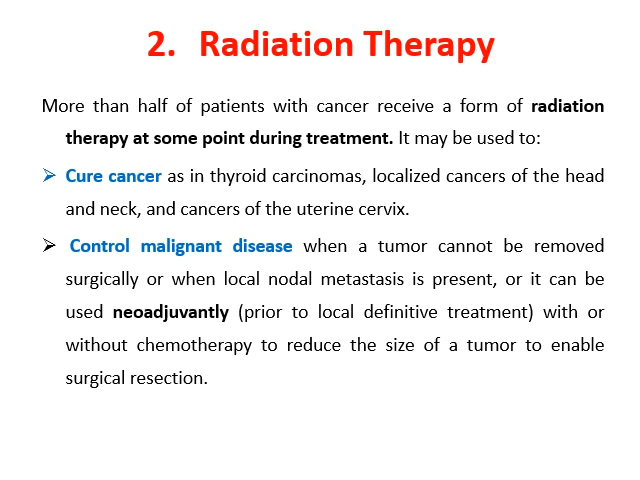 2. Radiation Therapy
More than half of patients with cancer receive a form of radiation
therapy at some point during treatment. It may be used to:
➢ Cure cancer as in thyroid carcinomas, localized cancers of the head
and neck, and cancers of the uterine cervix.
➢ Control malignant disease when a tumor cannot be removed
surgically or when local nodal metastasis is present, or it can be
used neoadjuvantly (prior to local definitive treatment) with or
without chemotherapy to reduce the size of a tumor to enable
surgical resection.